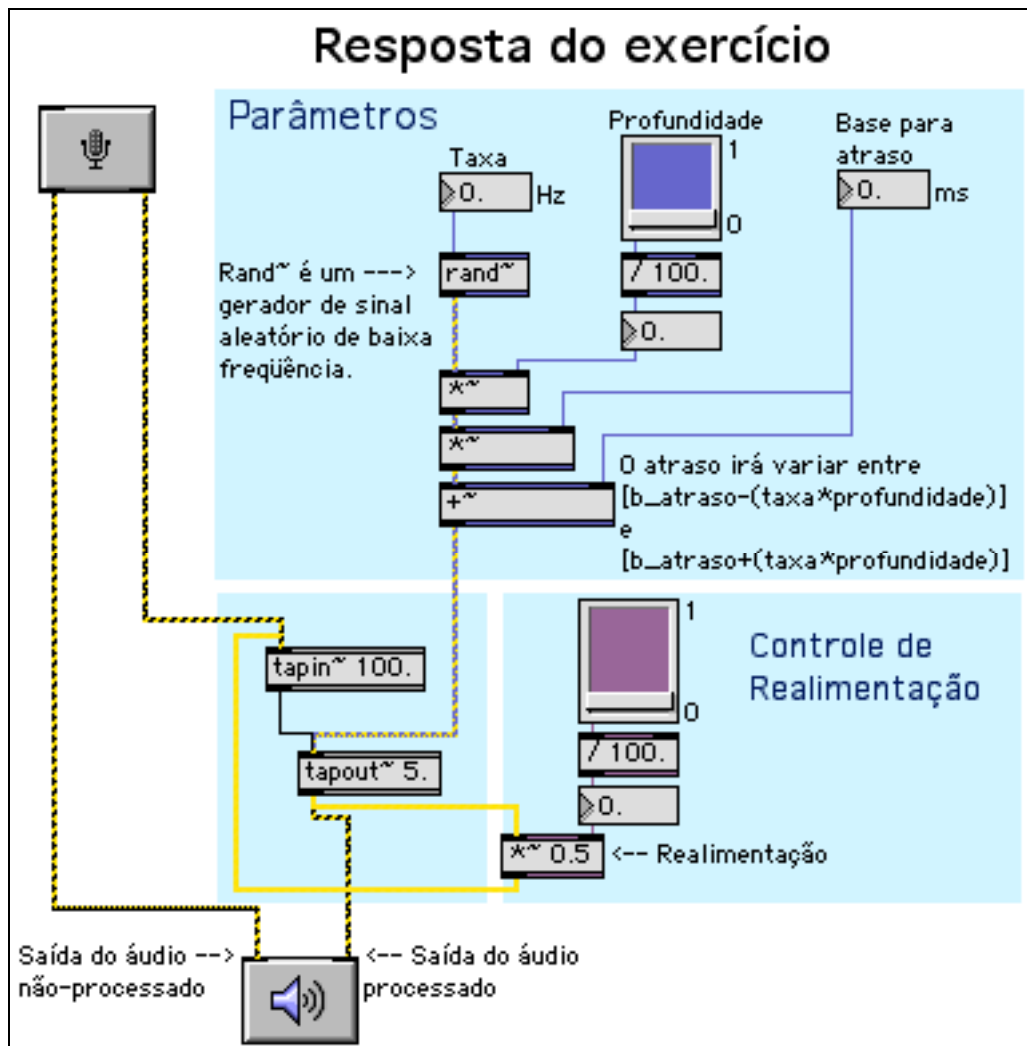 Resposta do exercício
Parâmetros
Taxa
0.
Hz
Profundidade
1
0
Base para
atraso
0.
ms
Rand~ é um --->
gerador de sinal
aleatório de baixa
freqüência.
rand~
/ 100.
0.
*~
*~
+~
O atraso irá variar entre
[b_atraso-(taxa*profundidade)]
e
[b_atraso+(taxa*profundidade)]
tapin~ 100.
tapout~ 5.
1
0
Controle de
Realimentação
/ 100.
0.
*~ 0.5
<-- Realimentação
Saída do áudio -->
não-processado
<-- Saída do áudio
processado